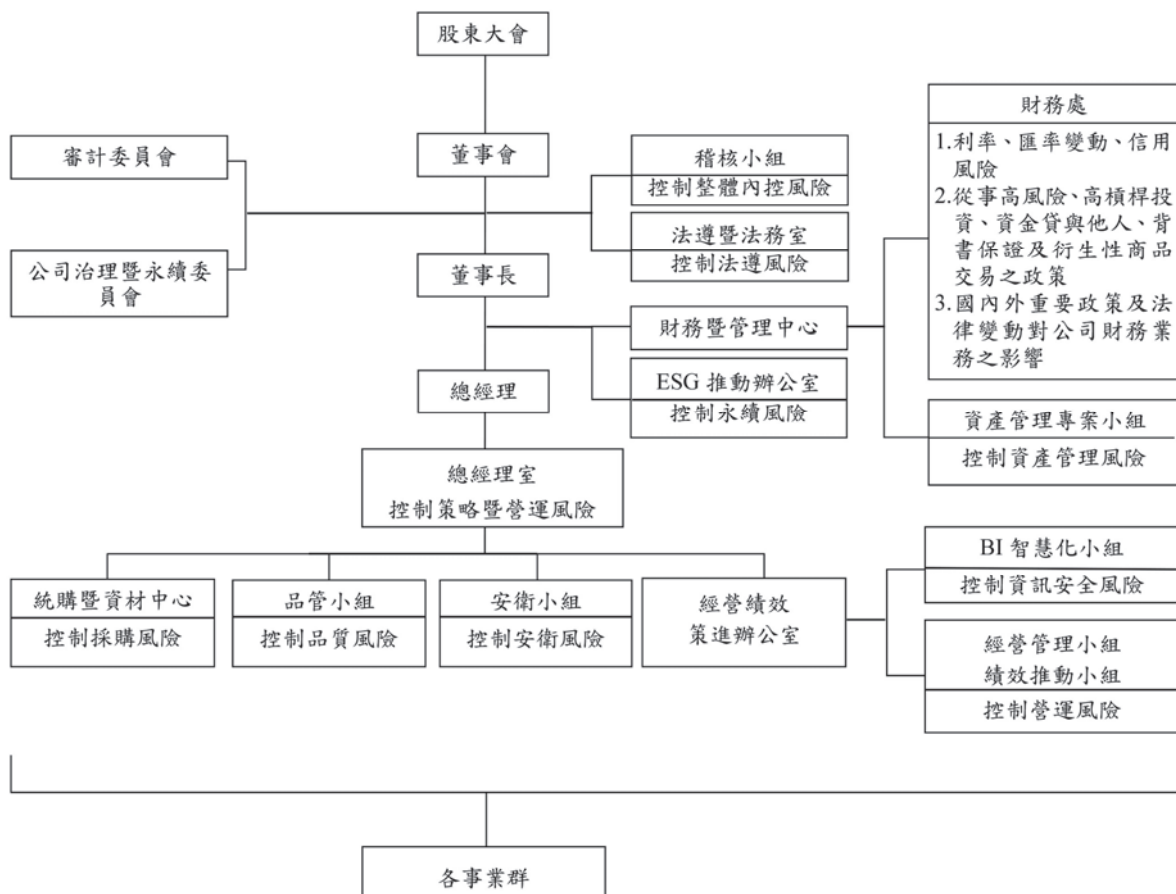 股東大會
董事會
審計委員會
公司治理暨永續委
員會
稽核小組
控制整體內控風險
法遵暨法務室
控制法遵風險
董事長
財務暨管理中心
ESG 推動辦公室
控制永續風險
財務處
1.利率、匯率變動、信用
風險
2.從事高風險、高槓桿投
資、資金貸與他人、背
書保證及衍生性商品
交易之政策
3.國內外重要政策及法
律變動對公司財務業
務之影響
資產管理專案小組
控制資產管理風險
總經理
總經理室
控制策略暨營運風險
統購暨資材中心
控制採購風險
品管小組
控制品質風險
安衛小組
控制安衛風險
經營績效
策進辦公室
BI 智慧化小組
控制資訊安全風險
經營管理小組
績效推動小組
控制營運風險
各事業群